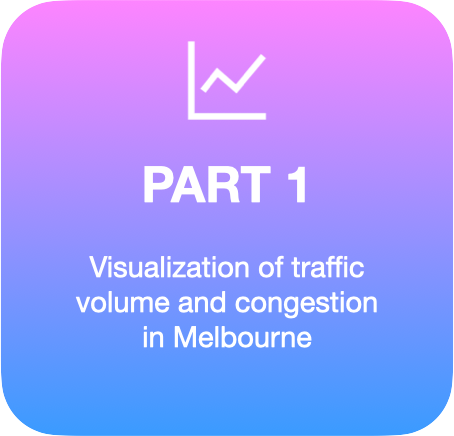 PART 1
Visualization of traffic
volume and congestion
in Melbourne